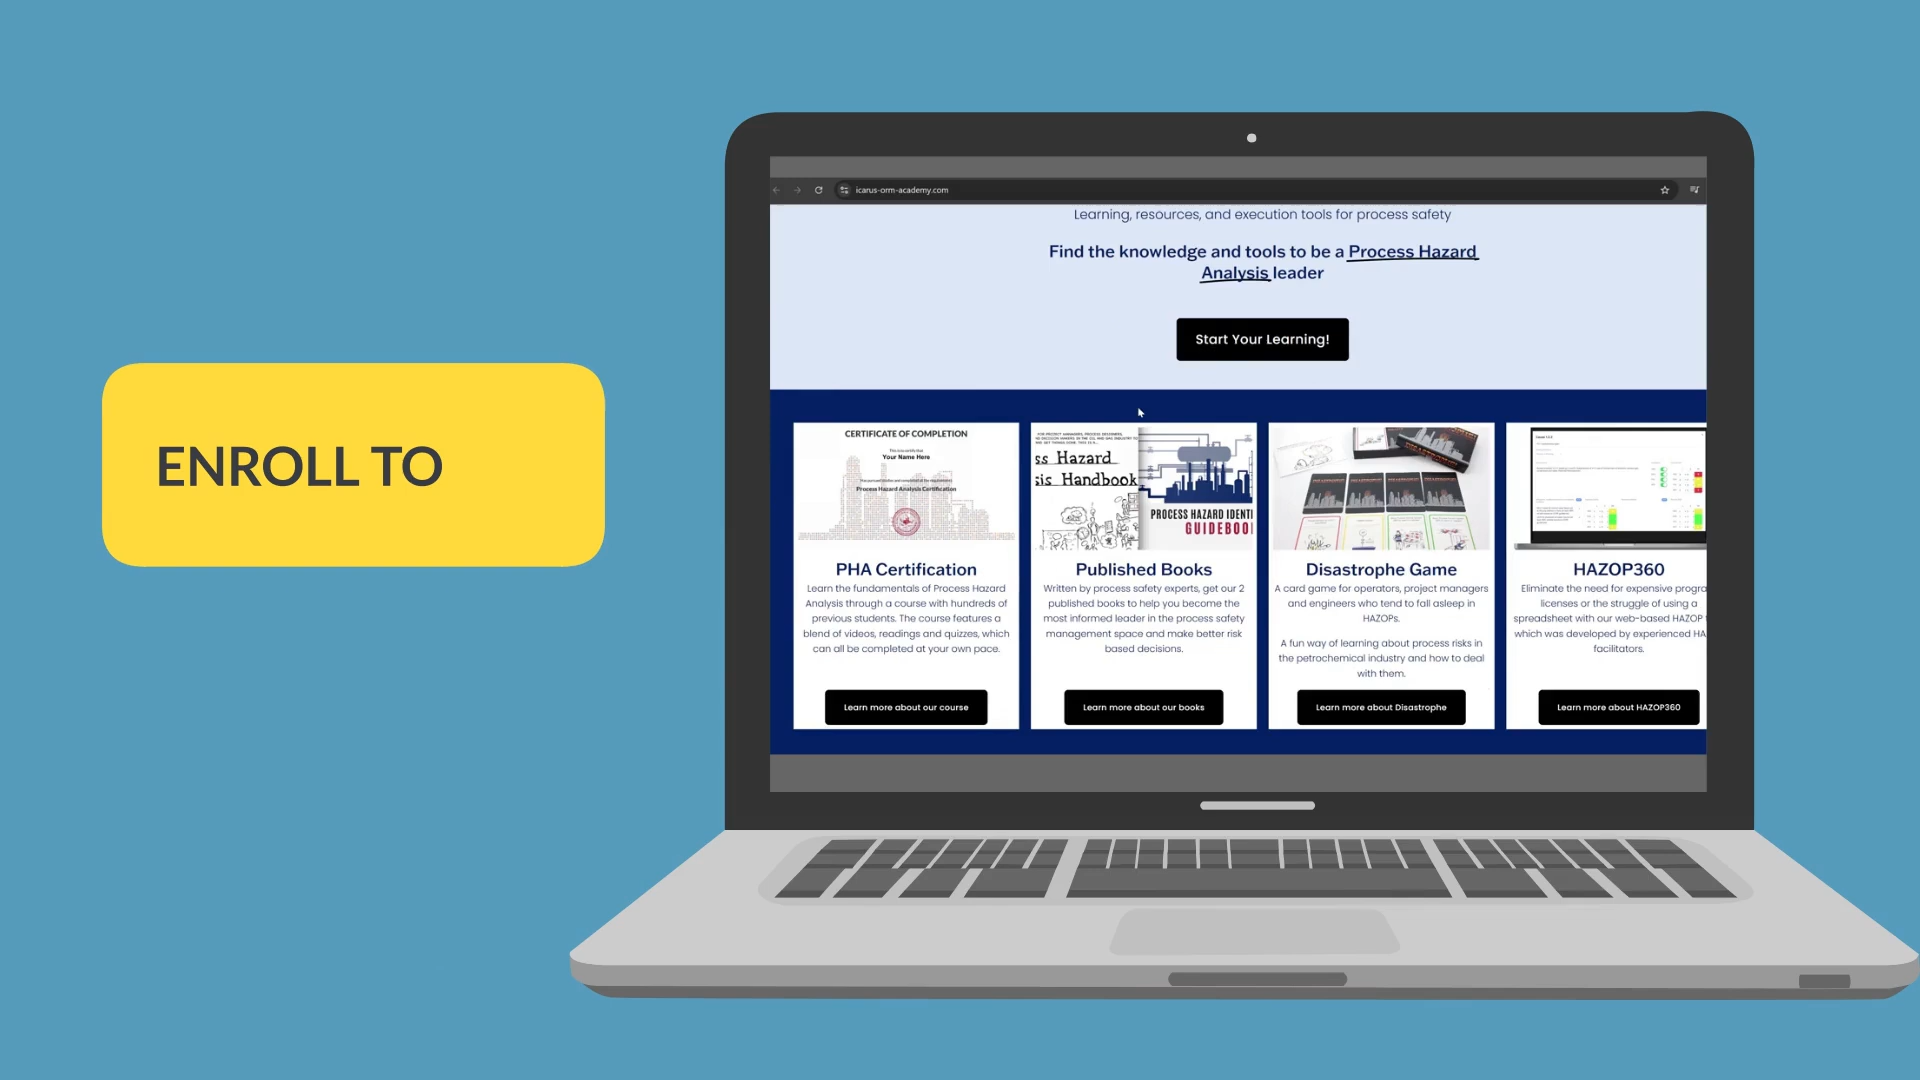 ENROLL TO
icarus-orm-academy.com
Learning, resources, and execution tools for process safety
Find the knowledge and tools to be a Process Hazard
Analysis leader
Start Your Learning!
CERTIFICATE OF COMPLETION
This is to certify that
Your Name Here
Process Hazard Analysis Certification
PHA Certification
Learn the fundamentals of Process Hazard
Analysis through a course with hundreds of
previous students. The course features a
blend of videos, readings and quizzes, which
can all be completed at your own pace.
Learn more about our course
ss Hazard
sis Handbook
PROCESS HAZARD IDENTI
GUIDEBOO
Published Books
Written by process safety experts, get our 2
published books to help you become the
most informed leader in the process safety
management space and make better risk
based decisions.
Learn more about our books
Disastrophe Game
A card game for operators, project managers
and engineers who tend to fall asleep in
HAZOPs.
A fun way of learning about process risks in
the petrochemical industry and how to deal
with them.
Learn more about Disastrophe
HAZOP360
Eliminate the need for expensive progra
licenses or the struggle of using a
spreadsheet with our web-based HAZOP
which was developed by experienced HA
facilitators.
Learn more about HAZOP360